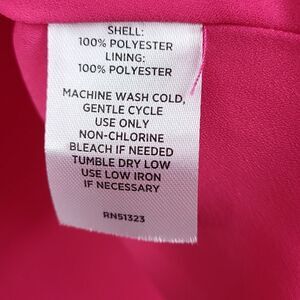 SHELL:
100% POLYESTER
LINING:
100% POLYESTER
MACHINE WASH COLD,
GENTLE CYCLE
USE ONLY
NON-CHLORINE
BLEACH IF NEEDED
TUMBLE DRY LOW
USE LOW IRON
IF NECESSARY
RN51323